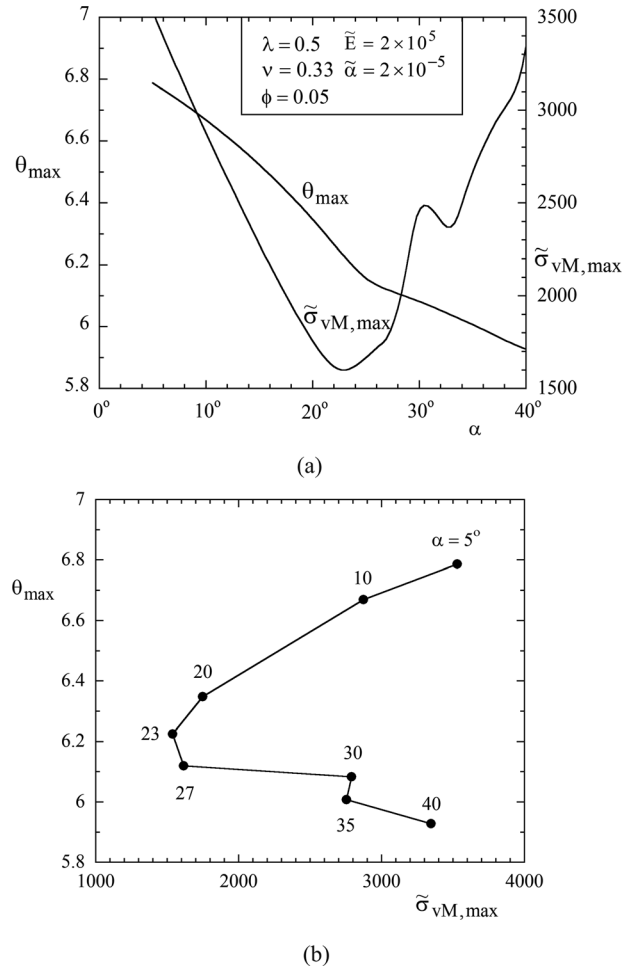 7
3500
λ = 0.5 Ẽ = 2×10⁵
ν = 0.33 α̃ = 2×10⁻⁵
ϕ = 0.05
6.8
6.6
θmax
6.4
6.2
6
5.8
3000
2500
σ̃vM,max
2000
1500
θmax
σ̃vM,max
0° 10° 20° 30° 40°
α
(a)
7
6.8
θmax
6.6
6.4
6.2
6
5.8
α = 5°
10
20
23
27
30
35
40
1000 2000 3000 4000
σ̃vM,max
(b)